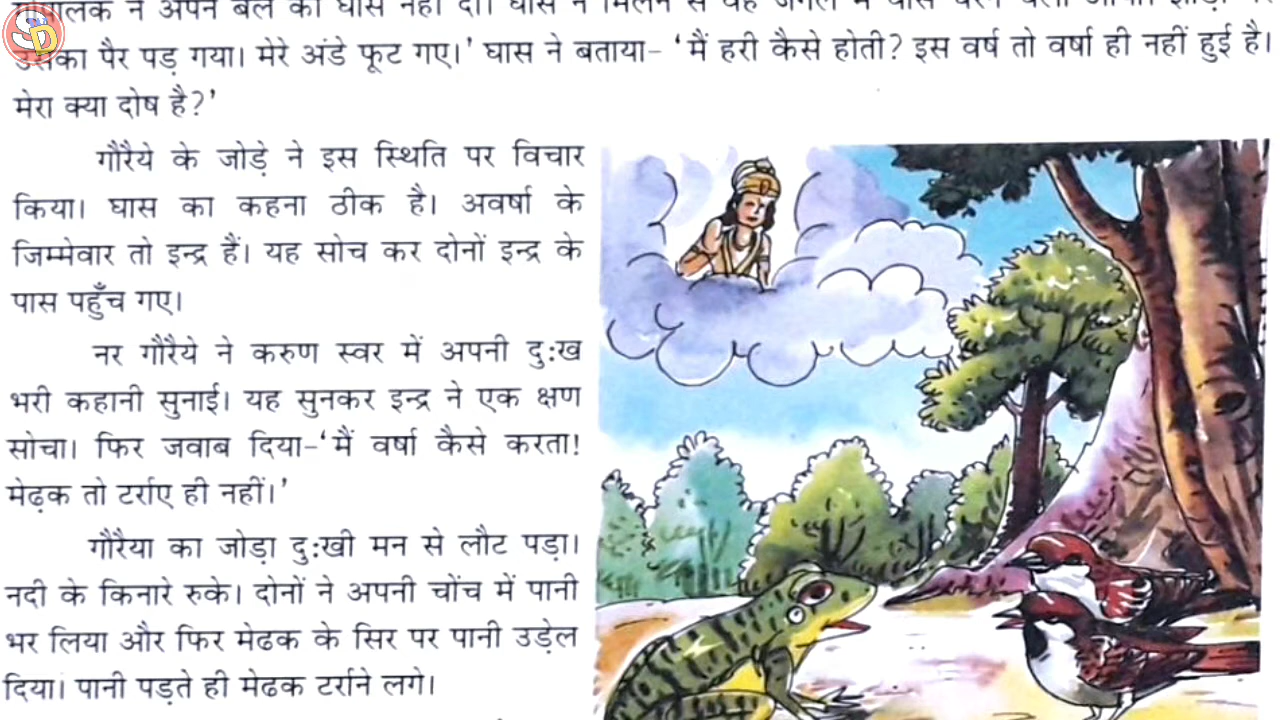 उसका पैर पड़ गया। मेरे अंडे फूट गए।' घास ने बताया- 'मैं हरी कैसे होती? इस वर्ष तो वर्षा ही नहीं हुई है।
मेरा क्या दोष है?'
गौरैये के जोड़े ने इस स्थिति पर विचार
किया। घास का कहना ठीक है। अवर्षा के
जिम्मेवार तो इन्द्र हैं। यह सोच कर दोनों इन्द्र के
पास पहुँच गए।
नर गौरैये ने करुण स्वर में अपनी दुःख
भरी कहानी सुनाई। यह सुनकर इन्द्र ने एक क्षण
सोचा। फिर जवाब दिया-'मैं वर्षा कैसे करता!
मेढ़क तो टर्राए ही नहीं।'
गौरैया का जोड़ा दुःखी मन से लौट पड़ा।
नदी के किनारे रुके। दोनों ने अपनी चोंच में पानी
भर लिया और फिर मेढक के सिर पर पानी उड़ेल
दिया। पानी पड़ते ही मेढक टर्राने लगे।